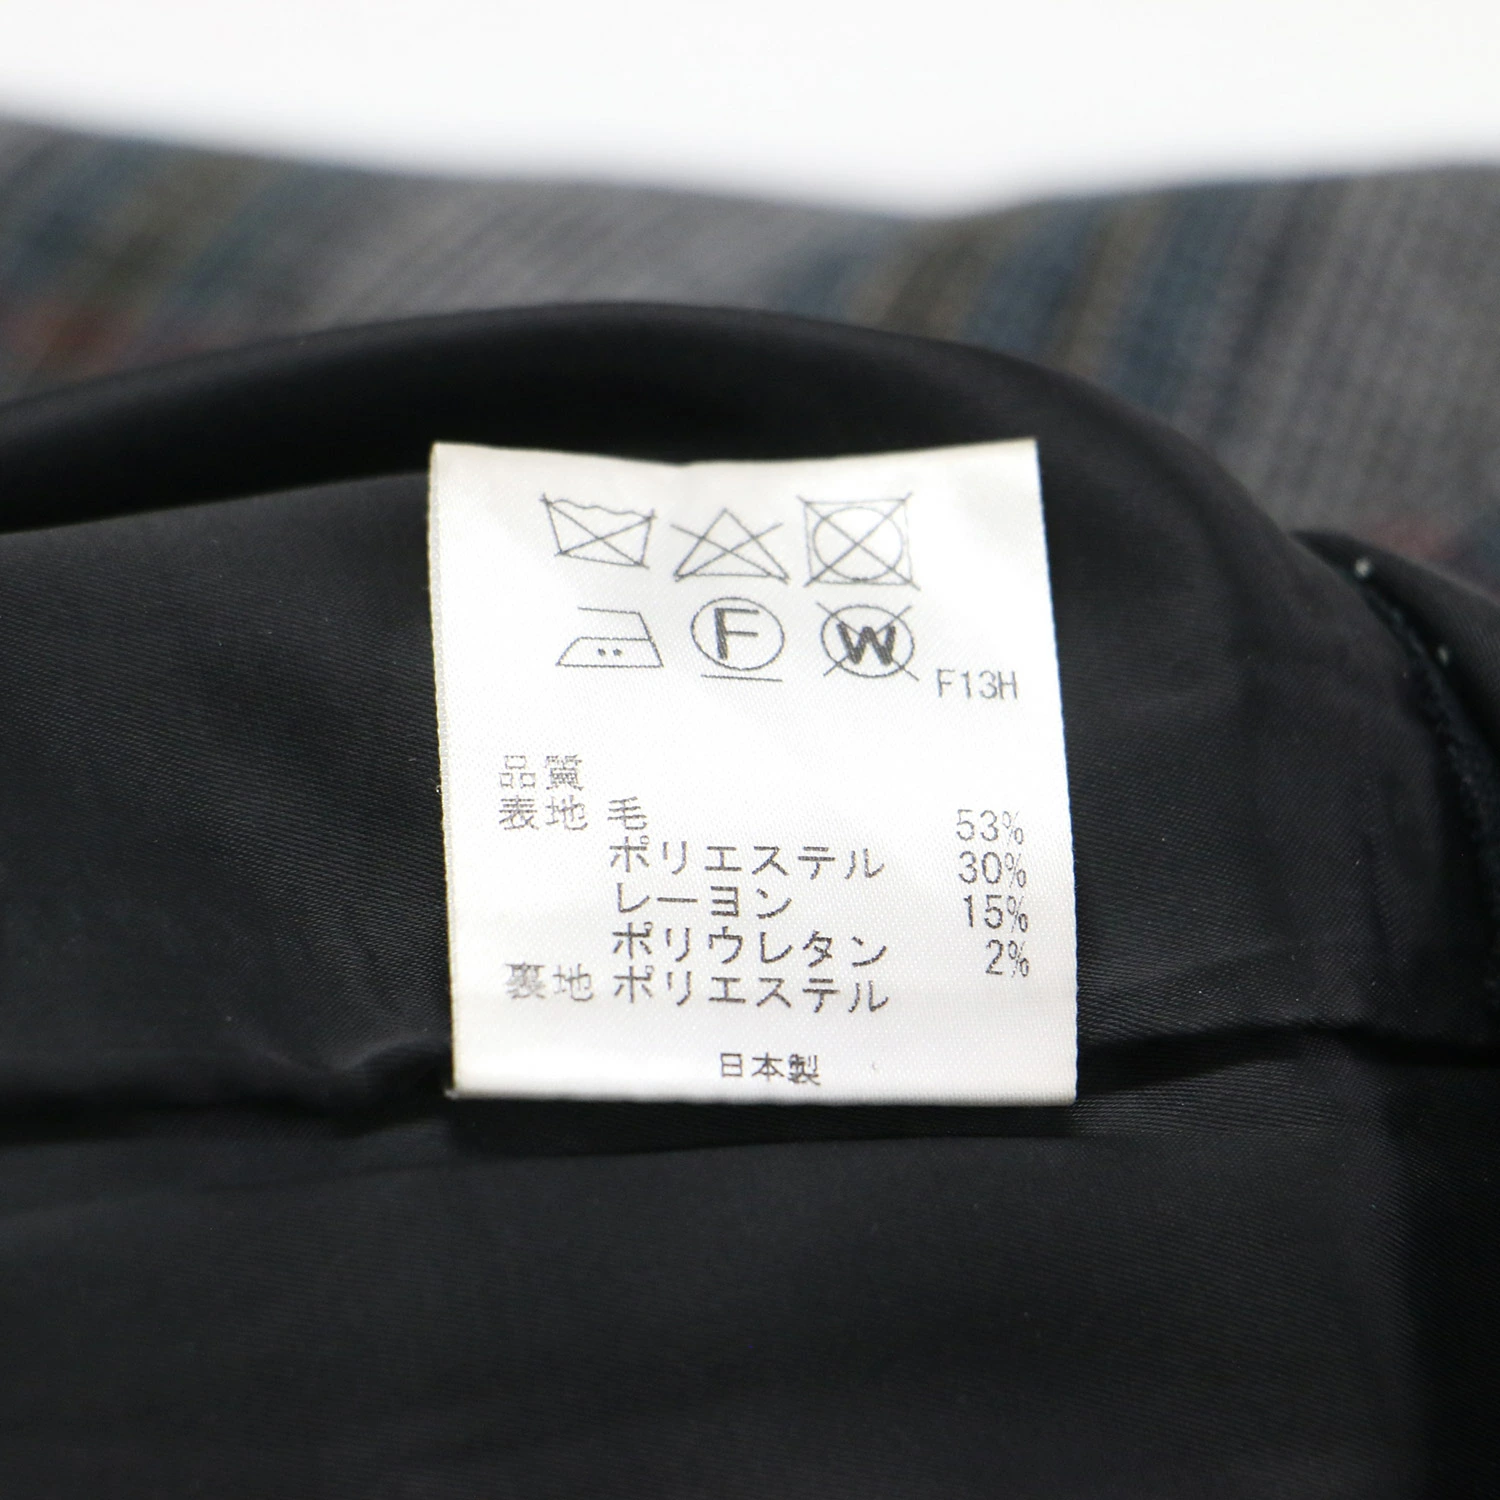 F W F13H
品質
表地 毛 53%
ポリエステル 30%
レーヨン 15%
ポリウレタン 2%
裏地 ポリエステル
日本製